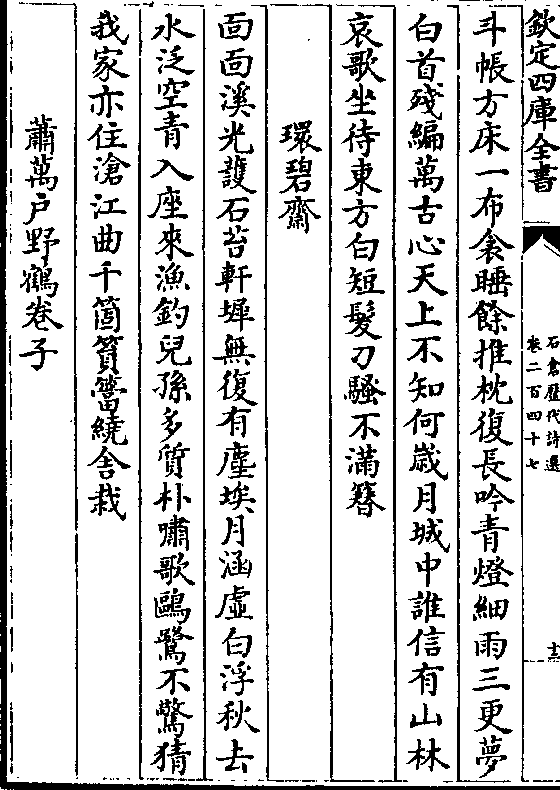 欽定四庫全書
石倉歷代詩選
卷二百四十七
斗帳方床一布衾睡餘推枕復長吟青燈細雨三更夢
白首殘編萬古心天上不知何嵗月城中誰信有山林
哀歌坐待東方白短髮刀騷不滿簪
環碧齋
面面溪光護石苔軒墀無復有塵埃月涵虛白浮秋去
水泛空青入座來漁釣兒孫多質朴嘯歌鷗鷺不驚猜
我家亦住滄江曲千箇篔簹繞舍栽
蕭萬戶野鶴卷子